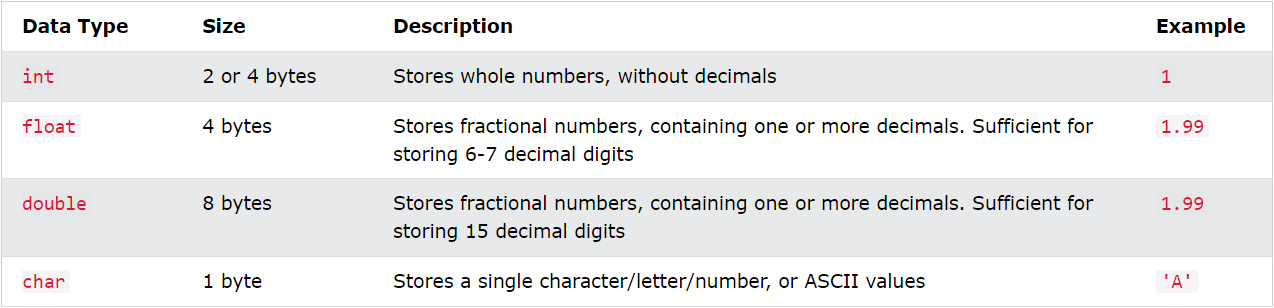 Data Type Size Description Example
int 2 or 4 bytes Stores whole numbers, without decimals 1
float 4 bytes Stores fractional numbers, containing one or more decimals. Sufficient for 1.99
storing 6-7 decimal digits
double 8 bytes Stores fractional numbers, containing one or more decimals. Sufficient for 1.99
storing 15 decimal digits
char 1 byte Stores a single character/letter/number, or ASCII values 'A'